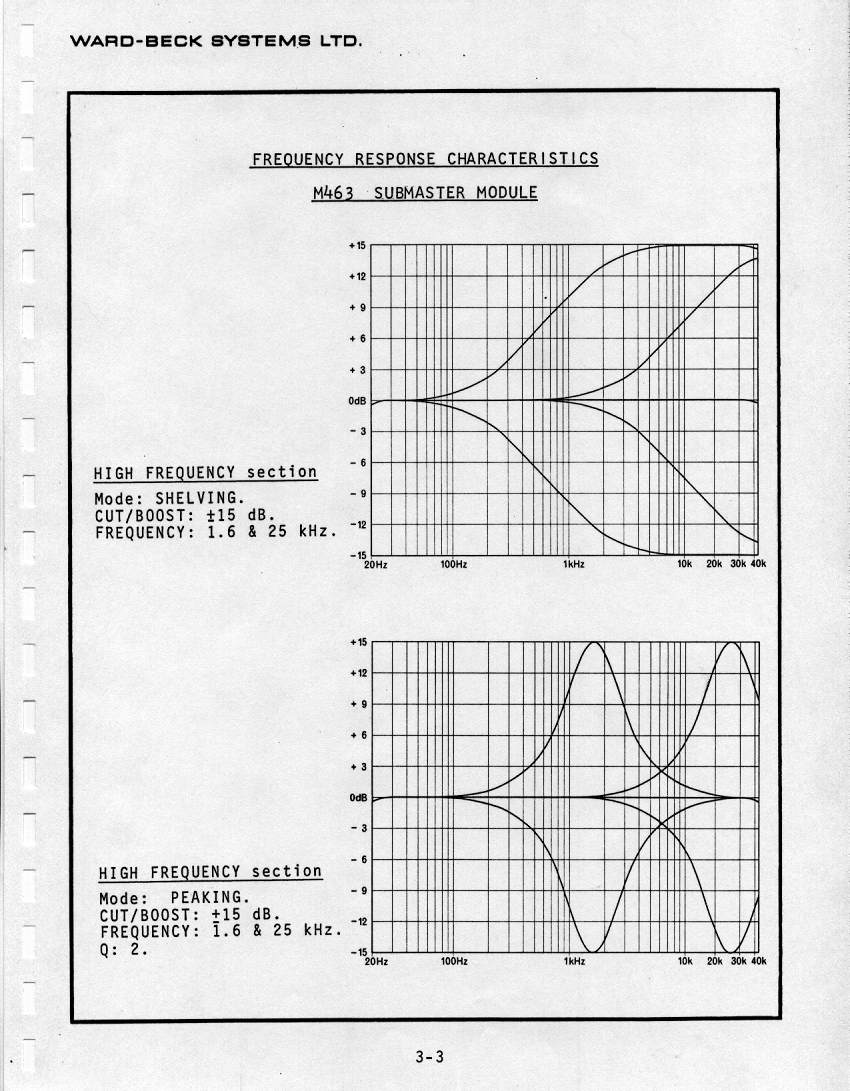 WARD-BECK SYSTEMS LTD.
FREQUENCY RESPONSE CHARACTERISTICS
M463 SUBMASTER MODULE
+15
+12
+ 9
+ 6
+ 3
0dB
- 3
- 6
- 9
-12
-15
20Hz 100Hz 1kHz 10k 20k 30k 40k
HIGH FREQUENCY section
Mode: SHELVING.
CUT/BOOST: ±15 dB.
FREQUENCY: 1.6 & 25 kHz.
+15
+12
+ 9
+ 6
+ 3
0dB
- 3
- 6
- 9
-12
-15
20Hz 100Hz 1kHz 10k 20k 30k 40k
HIGH FREQUENCY section
Mode: PEAKING.
CUT/BOOST: ±15 dB.
FREQUENCY: 1.6 & 25 kHz.
Q: 2.
3-3